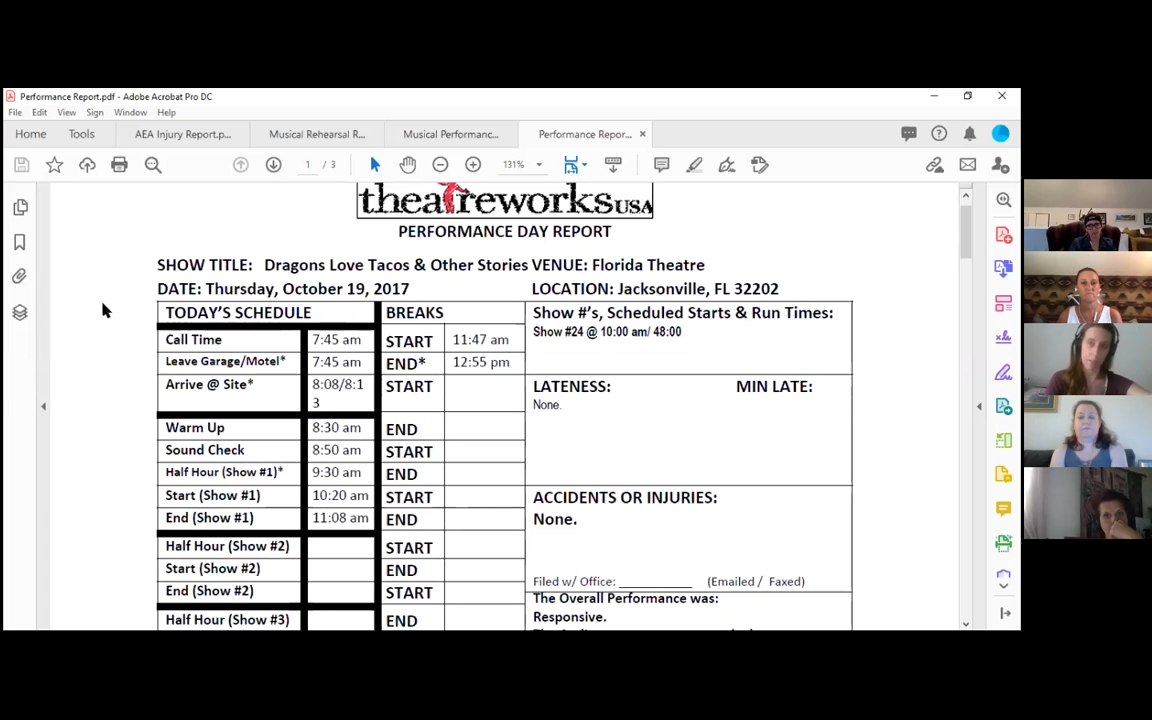 Performance Report.pdf - Adobe Acrobat Pro DC
File Edit View Sign Window Help
Home Tools AEA Injury Report.p... Musical Rehearsal R... Musical Performanc... Performance Repor... ×
1 / 3 131%
theatreworksUSA
PERFORMANCE DAY REPORT
SHOW TITLE: Dragons Love Tacos & Other Stories VENUE: Florida Theatre
DATE: Thursday, October 19, 2017 LOCATION: Jacksonville, FL 32202
TODAY'S SCHEDULE BREAKS Show #'s, Scheduled Starts & Run Times:
Call Time 7:45 am START 11:47 am Show #24 @ 10:00 am/ 48:00
Leave Garage/Motel* 7:45 am END* 12:55 pm
Arrive @ Site* 8:08/8:1 START LATENESS: MIN LATE:
3 None.
Warm Up 8:30 am END
Sound Check 8:50 am START
Half Hour (Show #1)* 9:30 am END
Start (Show #1) 10:20 am START ACCIDENTS OR INJURIES:
End (Show #1) 11:08 am END None.
Half Hour (Show #2) START
Start (Show #2) END
End (Show #2) START Filed w/ Office: __________ (Emailed / Faxed)
The Overall Performance was:
Half Hour (Show #3) END Responsive.